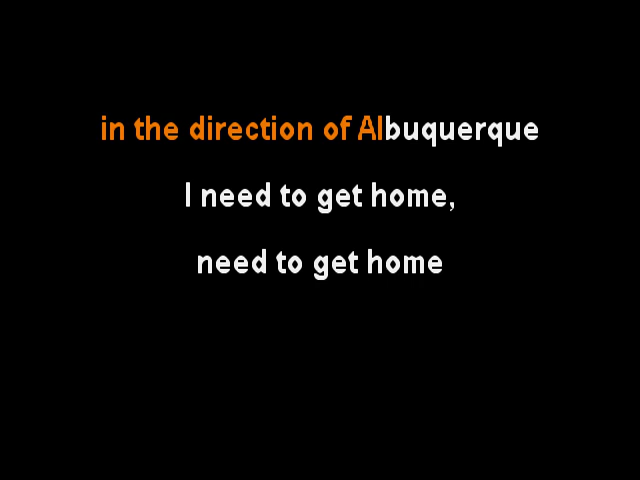 in the direction of Albuquerque
I need to get home,
need to get home